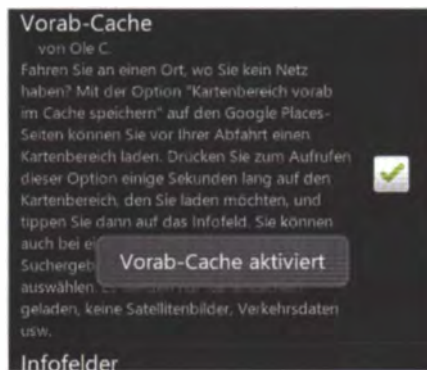 Vorab-Cache
von Ole C.
Fahren Sie an einen Ort, wo Sie kein Netz
haben? Mit der Option "Kartenbereich vorab
im Cache speichern" auf den Google Places-
Seiten können Sie vor Ihrer Abfahrt einen
Kartenbereich laden. Drücken Sie zum Aufrufen
dieser Option einige Sekunden lang auf den
Kartenbereich, den Sie laden möchten, und
tippen Sie dann auf das Infofeld. Sie können
auch bei
Vorab-Cache aktiviert
auswählen.
geladen, keine Satellitenbilder, Verkehrsdaten
usw.
Infofelder